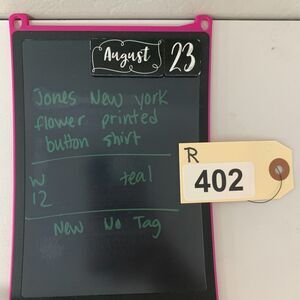 August 23
Jones New york
flower printed
button shirt
R
402
W teal
12
New No Tag